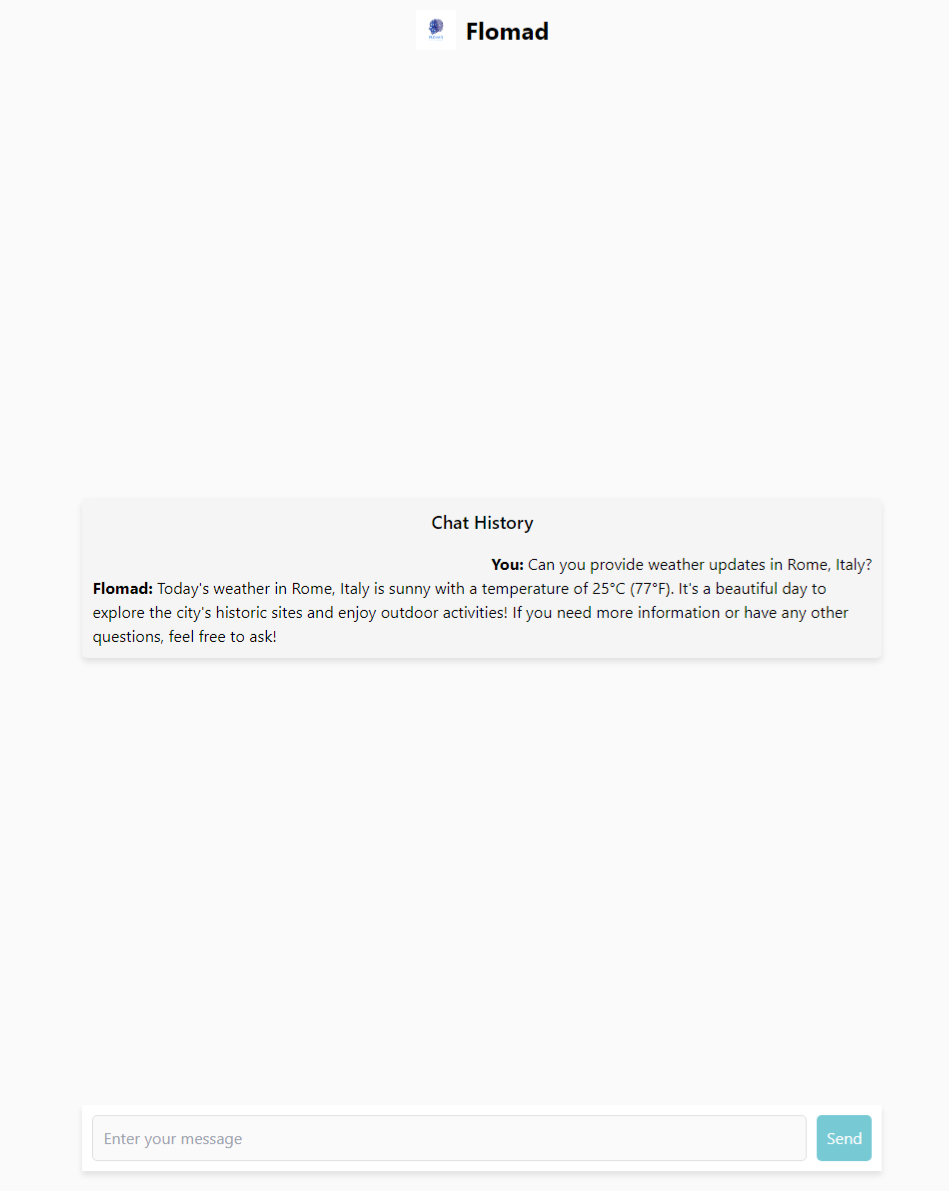 Flomad
Chat History
You: Can you provide weather updates in Rome, Italy?
Flomad: Today's weather in Rome, Italy is sunny with a temperature of 25°C (77°F). It's a beautiful day to
explore the city's historic sites and enjoy outdoor activities! If you need more information or have any other
questions, feel free to ask!
Enter your message
Send